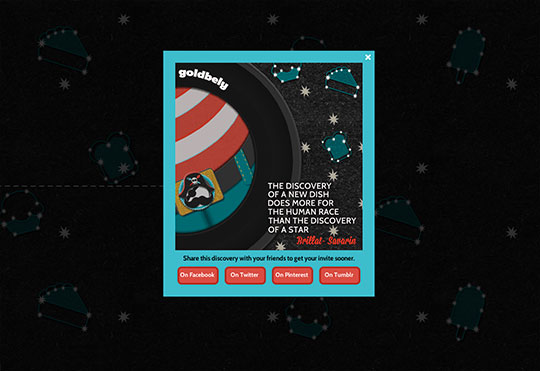 goldbely
THE DISCOVERY
OF A NEW DISH
DOES MORE FOR
THE HUMAN RACE
THAN THE DISCOVERY
OF A STAR
Brillat- Savarin
Share this discovery with your friends to get your invite sooner.
On Facebook On Twitter On Pinterest On Tumblr